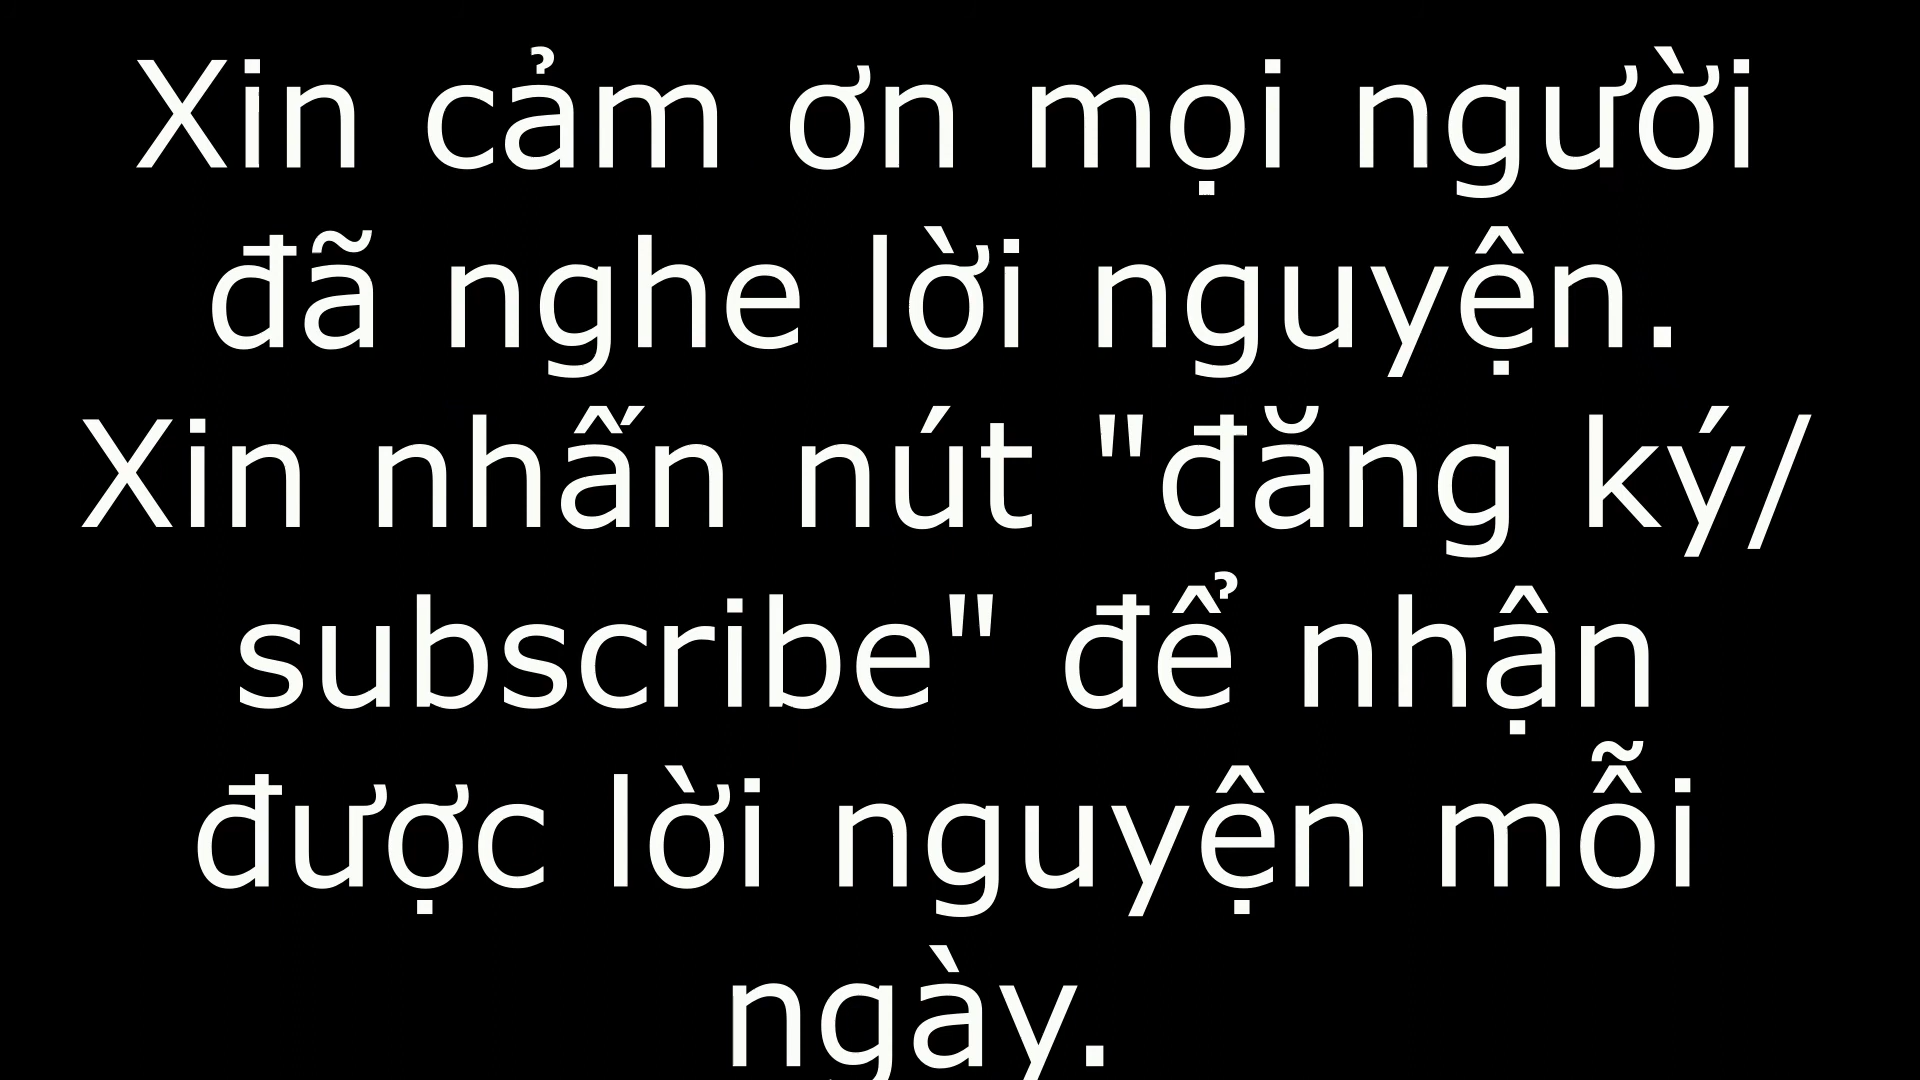 Xin cảm ơn mọi người
đã nghe lời nguyện.
Xin nhấn nút "đăng ký/
subscribe" để nhận
được lời nguyện mỗi
ngày.